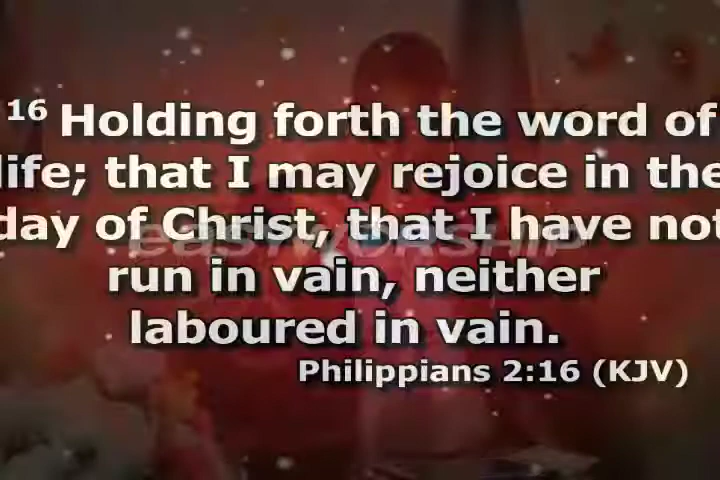 16 Holding forth the word of
life; that I may rejoice in the
day of Christ, that I have not
EASYWORSHIP
run in vain, neither
laboured in vain.
Philippians 2:16 (KJV)